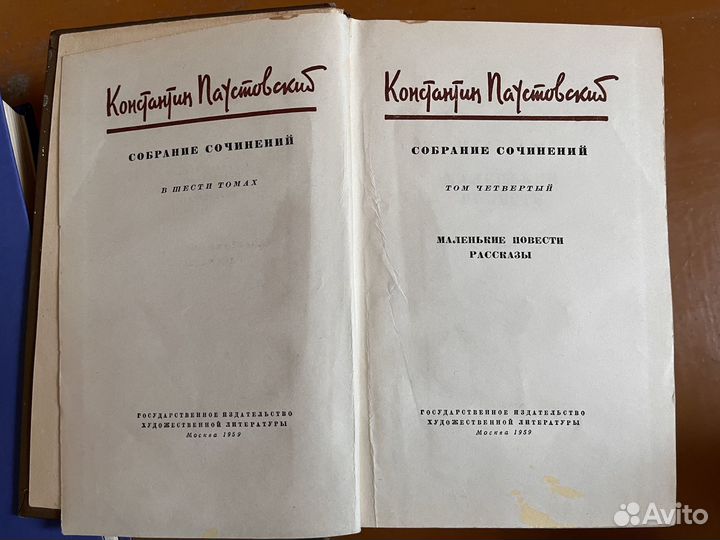 Константин Паустовский
СОБРАНИЕ СОЧИНЕНИЙ
В ШЕСТИ ТОМАХ
ГОСУДАРСТВЕННОЕ ИЗДАТЕЛЬСТВО
ХУДОЖЕСТВЕННОЙ ЛИТЕРАТУРЫ
Москва 1959
Константин Паустовский
СОБРАНИЕ СОЧИНЕНИЙ
ТОМ ЧЕТВЕРТЫЙ
МАЛЕНЬКИЕ ПОВЕСТИ
РАССКАЗЫ
ГОСУДАРСТВЕННОЕ ИЗДАТЕЛЬСТВО
ХУДОЖЕСТВЕННОЙ ЛИТЕРАТУРЫ
Москва 1959
Avito